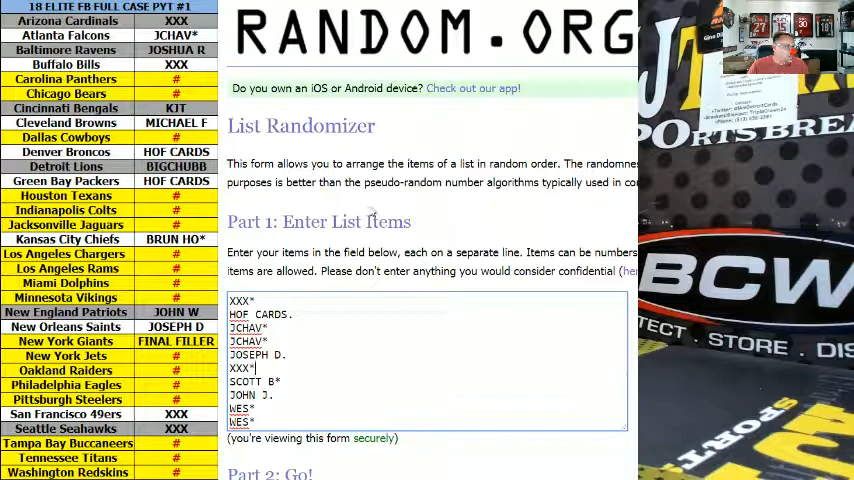 18 ELITE FB FULL CASE PYT #1
Arizona Cardinals XXX
Atlanta Falcons JCHAV*
Baltimore Ravens JOSHUA R
Buffalo Bills XXX
Carolina Panthers #
Chicago Bears #
Cincinnati Bengals KJT
Cleveland Browns MICHAEL F
Dallas Cowboys #
Denver Broncos HOF CARDS
Detroit Lions BIGCHUBB
Green Bay Packers HOF CARDS
Houston Texans #
Indianapolis Colts #
Jacksonville Jaguars #
Kansas City Chiefs BRUN HO*
Los Angeles Chargers #
Los Angeles Rams #
Miami Dolphins #
Minnesota Vikings #
New England Patriots JOHN W
New Orleans Saints JOSEPH D
New York Giants FINAL FILLER
New York Jets #
Oakland Raiders #
Philadelphia Eagles #
Pittsburgh Steelers #
San Francisco 49ers XXX
Seattle Seahawks XXX
Tampa Bay Buccaneers #
Tennessee Titans #
Washington Redskins #
RANDOM.ORG
Do you own an iOS or Android device? Check out our app!
List Randomizer
This form allows you to arrange the items of a list in random order. The randomnes
purposes is better than the pseudo-random number algorithms typically used in co
Part 1: Enter List Items
Enter your items in the field below, each on a separate line. Items can be numbers
items are allowed. Please don't enter anything you would consider confidential (her
XXX*
HOF CARDS.
JCHAV*
JCHAV*
JOSEPH D.
XXX*
SCOTT B*
JOHN J.
WES*
WES*
(you're viewing this form securely)
Part 2: Go!
ORTSBREA
BCW
TECT . STORE . DIS